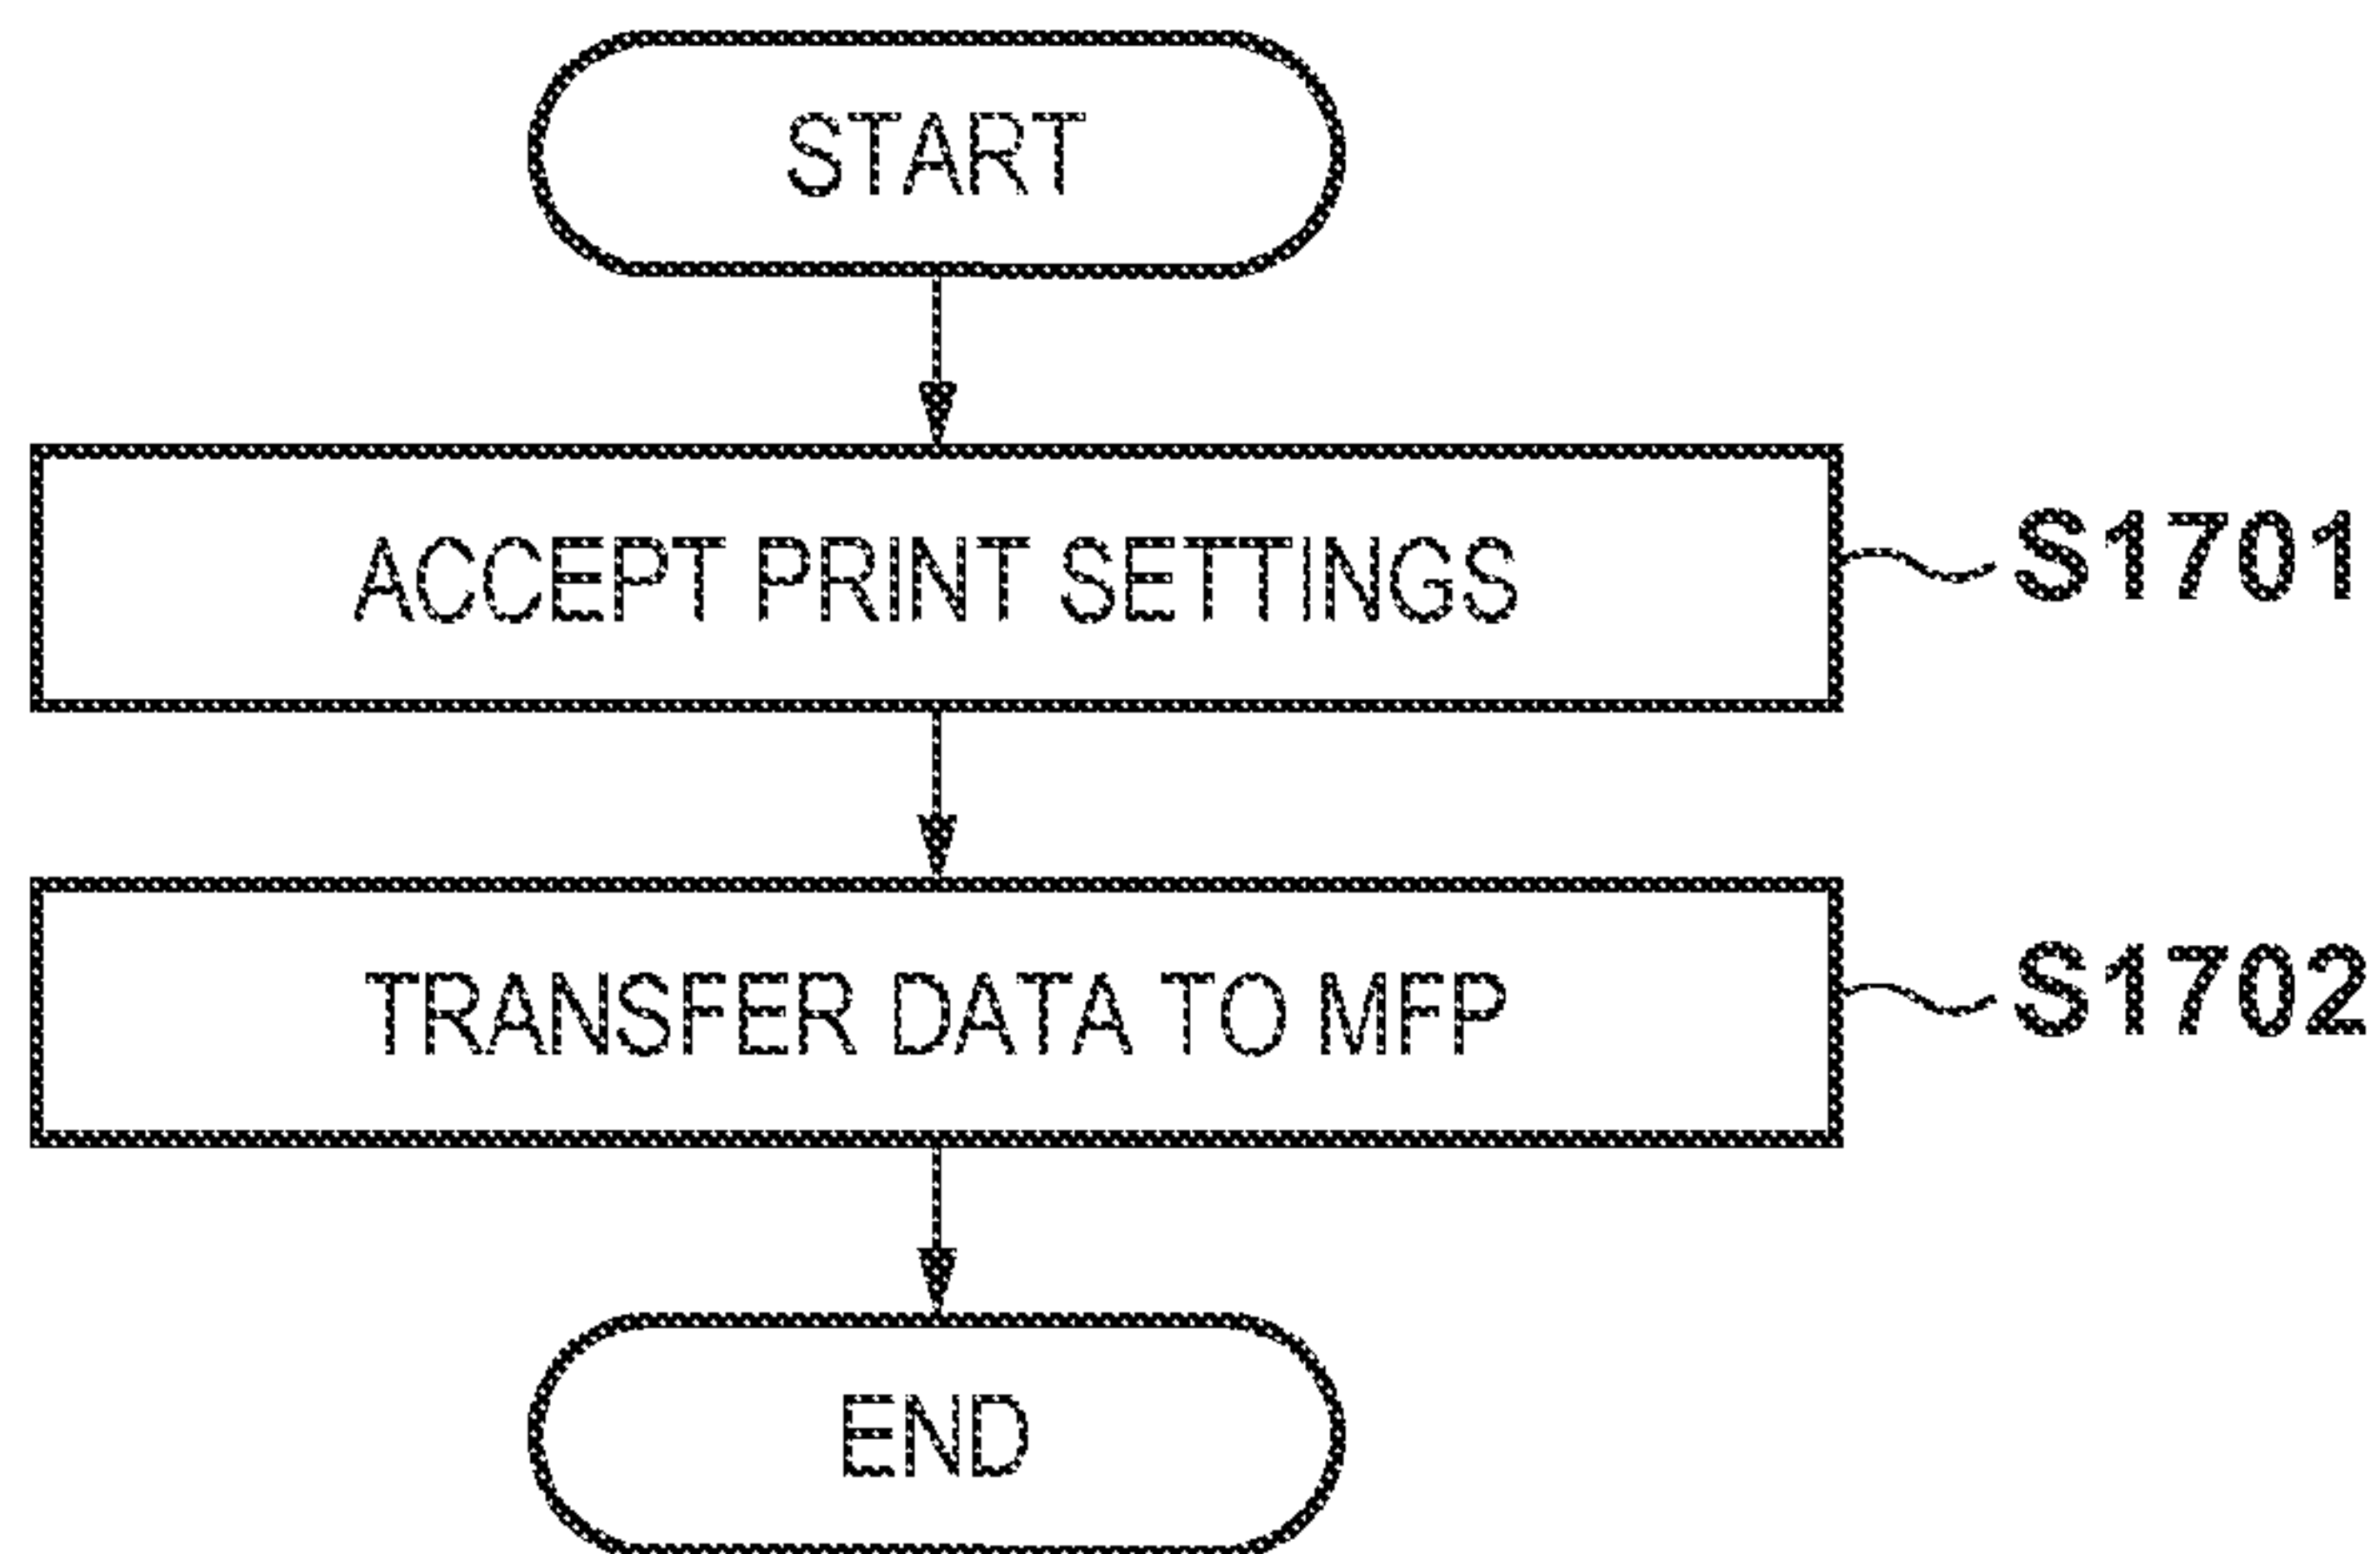 START
ACCEPT PRINT SETTINGS
S1701
TRANSFER DATA TO MFP
S1702
END